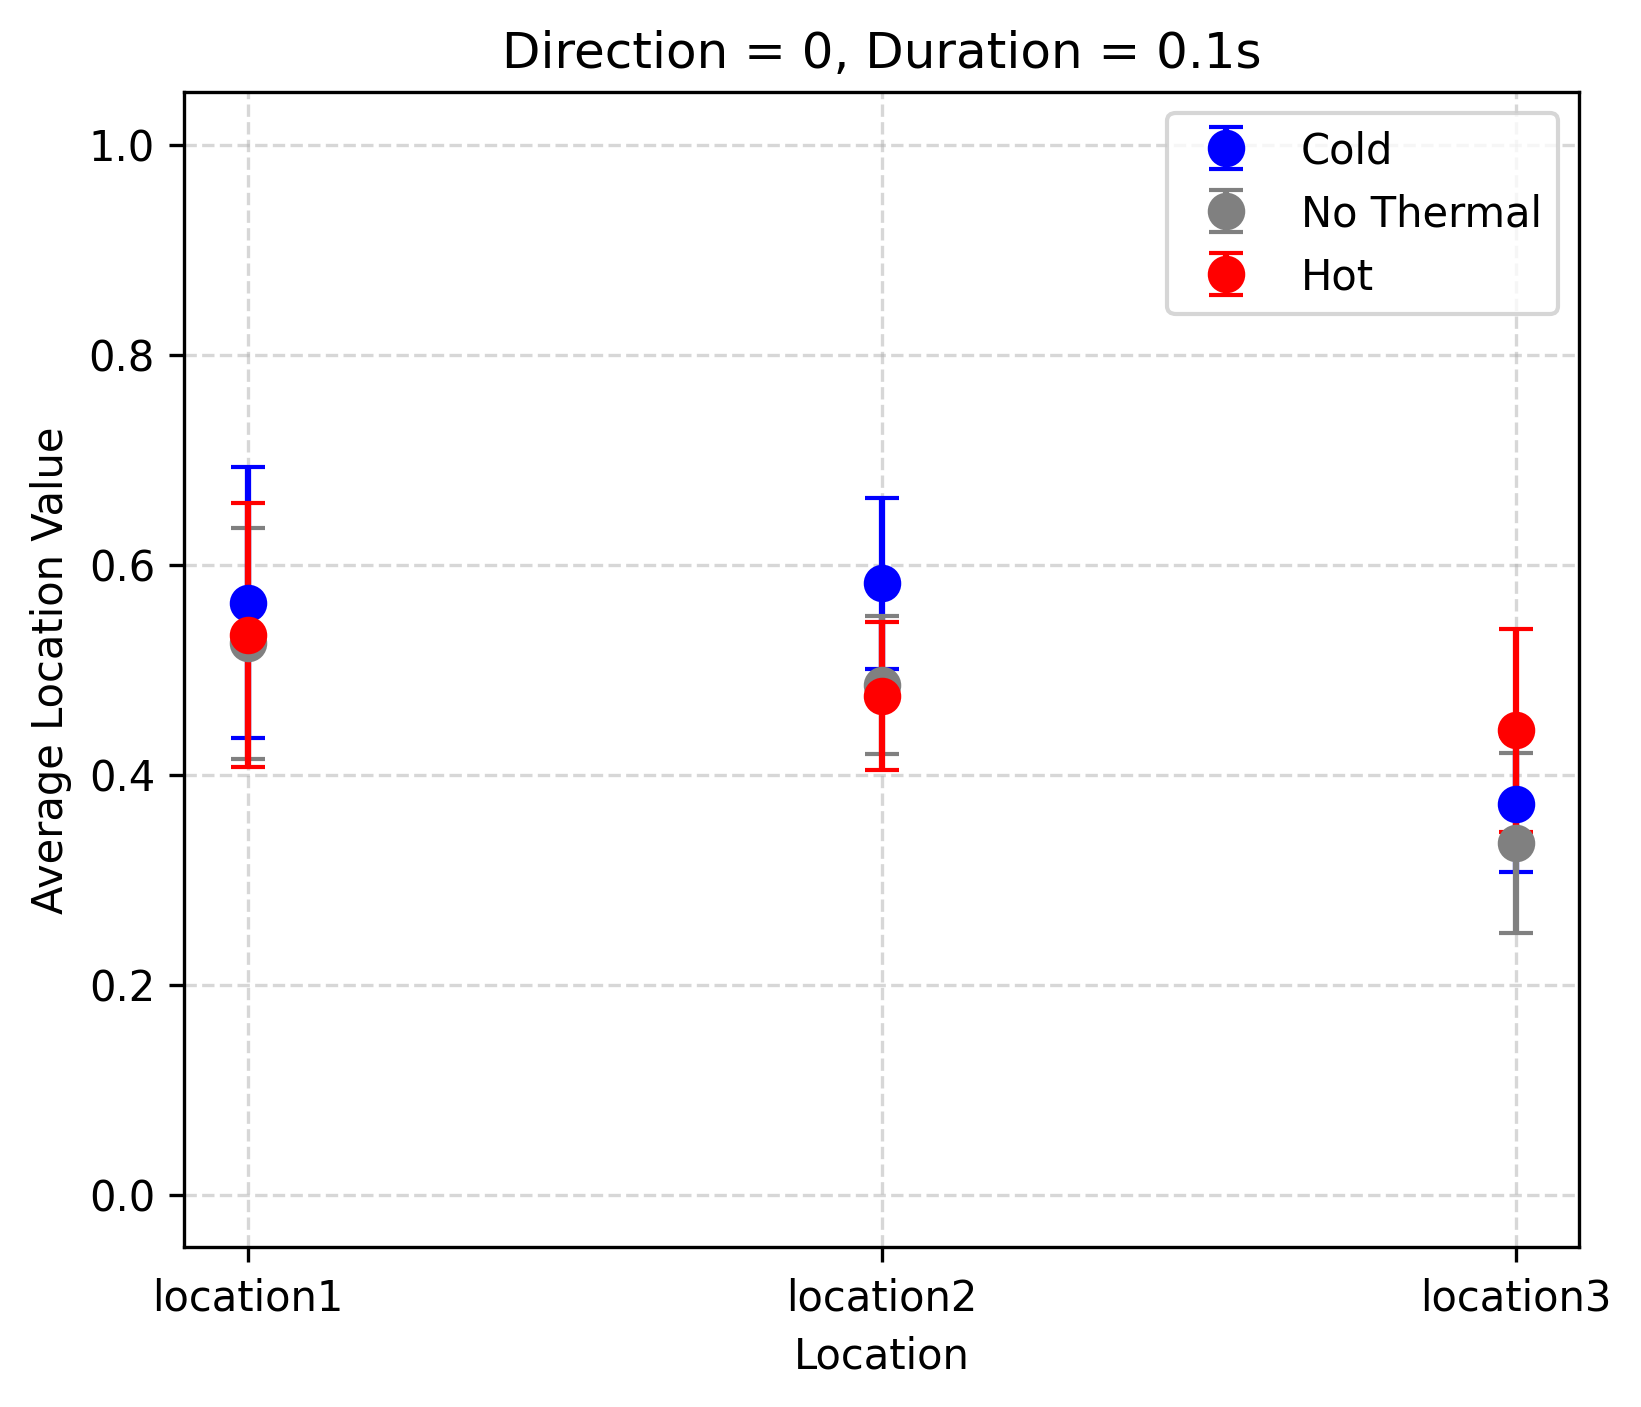 Direction = 0, Duration = 0.1s
Cold
No Thermal
Hot
1.0
0.8
0.6
0.4
0.2
0.0
Average Location Value
location1
location2
location3
Location